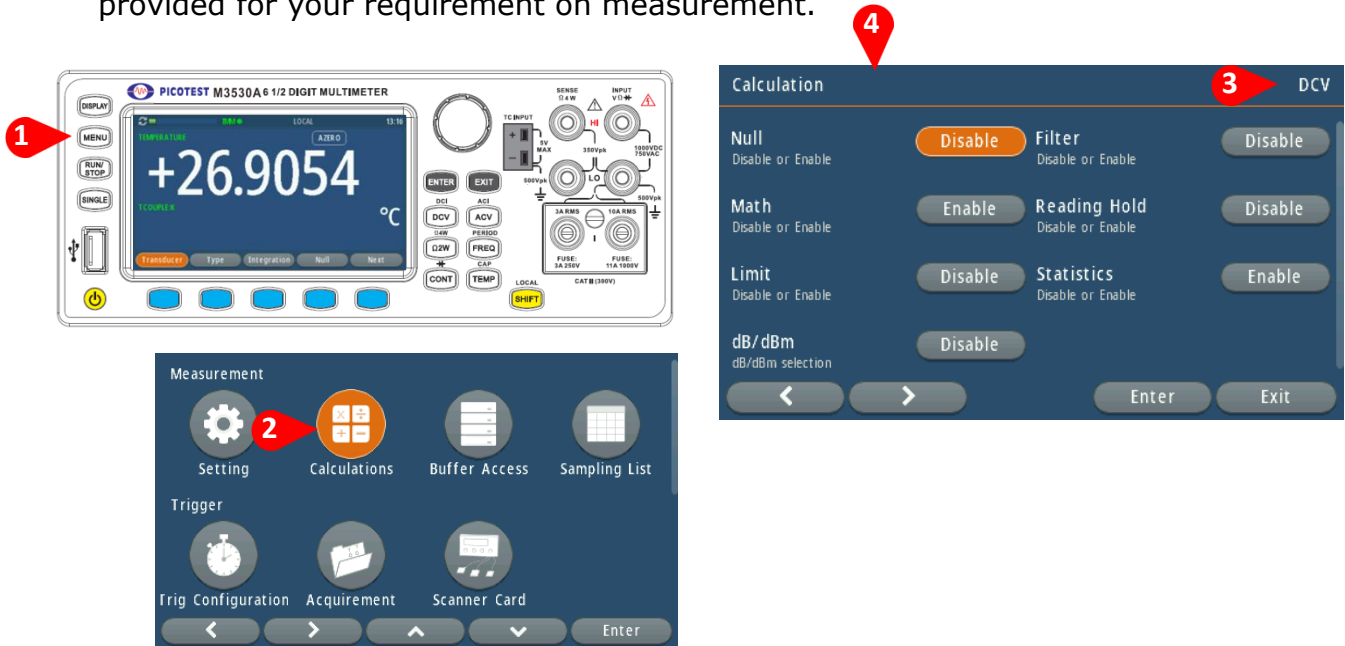 provided for your requirement on measurement.
4
1
PICOTEST M3530A 6 1/2 DIGIT MULTIMETER
DISPLAY
MENU
RUN/
STOP
SINGLE
LOCAL
13:16
TEMPERATURE
AZERO
+26.9054
TCOUPLE:K
°C
Transducer Type Integration Null Next
TC INPUT
+
5V
MAX
-
SENSE
Ω 4 W
INPUT
V Ω
HI
350Vpk
1000VDC
750VAC
LO
500Vpk
500Vpk
ENTER EXIT
DCI ACI
DCV ACV
Ω4W PERIOD
Ω2W FREQ
CAP
CONT TEMP
LOCAL
SHIFT
3A RMS 10A RMS
I
FUSE:
3A 250V
FUSE:
11A 1000V
CAT II (300V)
Calculation 3 DCV
Null Disable Filter Disable
Disable or Enable Disable or Enable
Math Enable Reading Hold Disable
Disable or Enable Disable or Enable
Limit Disable Statistics Enable
Disable or Enable Disable or Enable
dB/dBm Disable
dB/dBm selection
Enter Exit
Measurement
2
Setting Calculations Buffer Access Sampling List
Trigger
Trig Configuration Acquirement Scanner Card
Enter